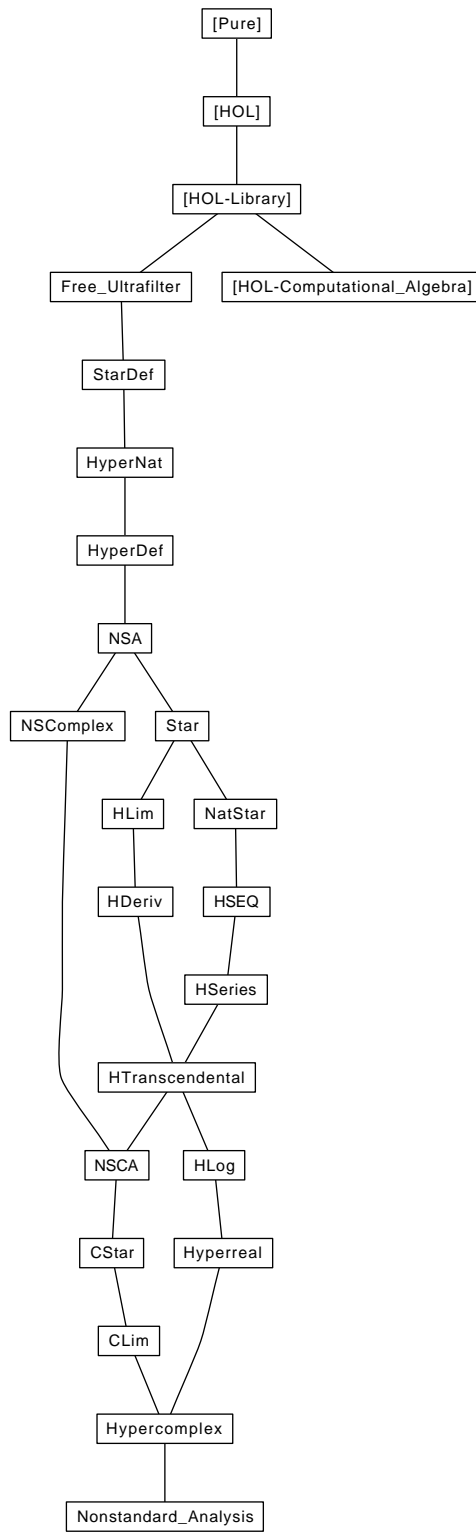 [Pure]
[HOL]
[HOL-Library]
Free_Ultrafilter
[HOL-Computational_Algebra]
StarDef
HyperNat
HyperDef
NSA
NSComplex
Star
HLim
NatStar
HDeriv
HSEQ
HSeries
HTranscendental
NSCA
HLog
CStar
Hyperreal
CLim
Hypercomplex
Nonstandard_Analysis